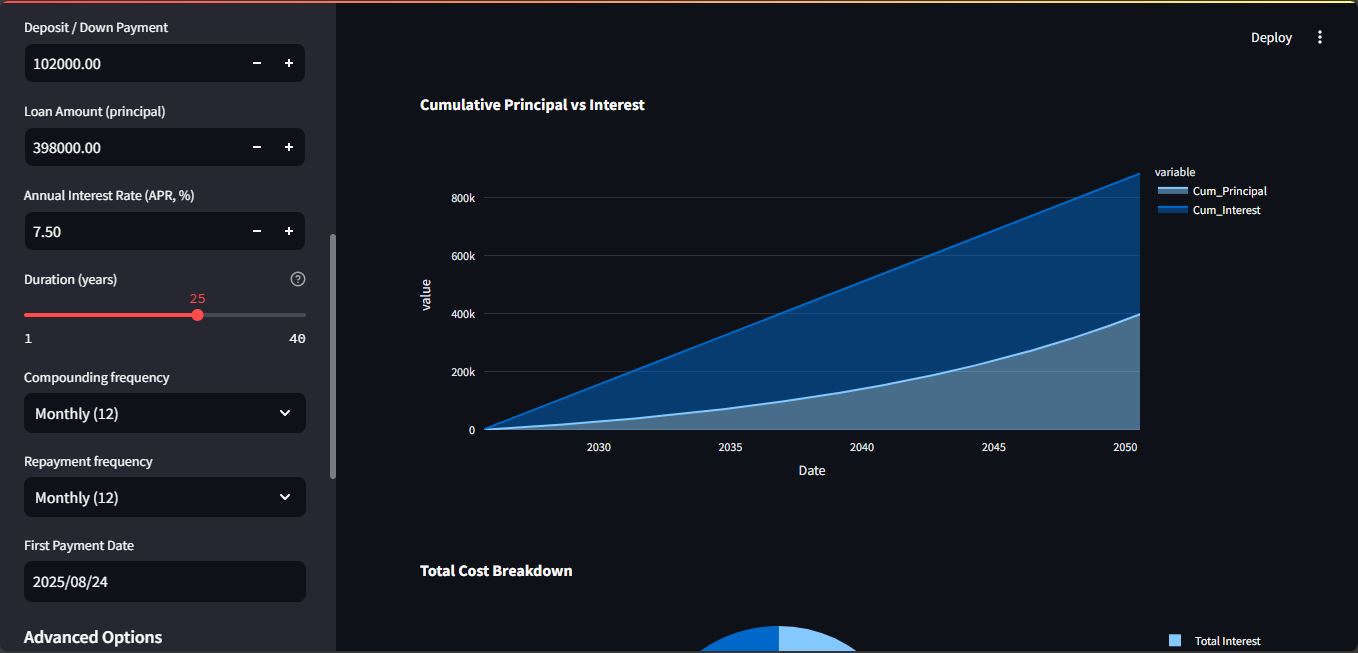 Deposit / Down Payment
102000.00
Loan Amount (principal)
398000.00
Annual Interest Rate (APR, %)
7.50
Duration (years)
25
1 40
Compounding frequency
Monthly (12)
Repayment frequency
Monthly (12)
First Payment Date
2025/08/24
Advanced Options
Deploy
Cumulative Principal vs Interest
variable
Cum_Principal
Cum_Interest
value
800k
600k
400k
200k
0
2030 2035 2040 2045 2050
Date
Total Cost Breakdown
Total Interest